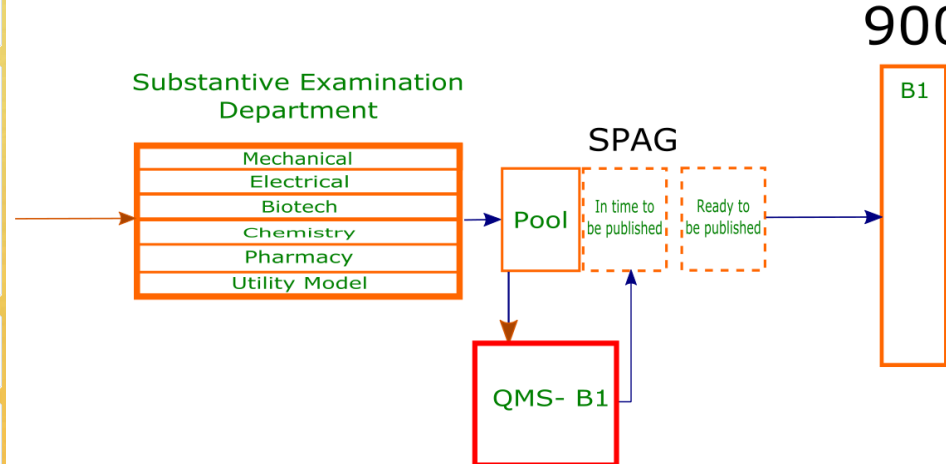 900
Substantive Examination
Department
B1
SPAG
Mechanical
Electrical
Biotech
Chemistry
Pharmacy
Utility Model
Pool
In time to
be published
Ready to
be published
QMS- B1